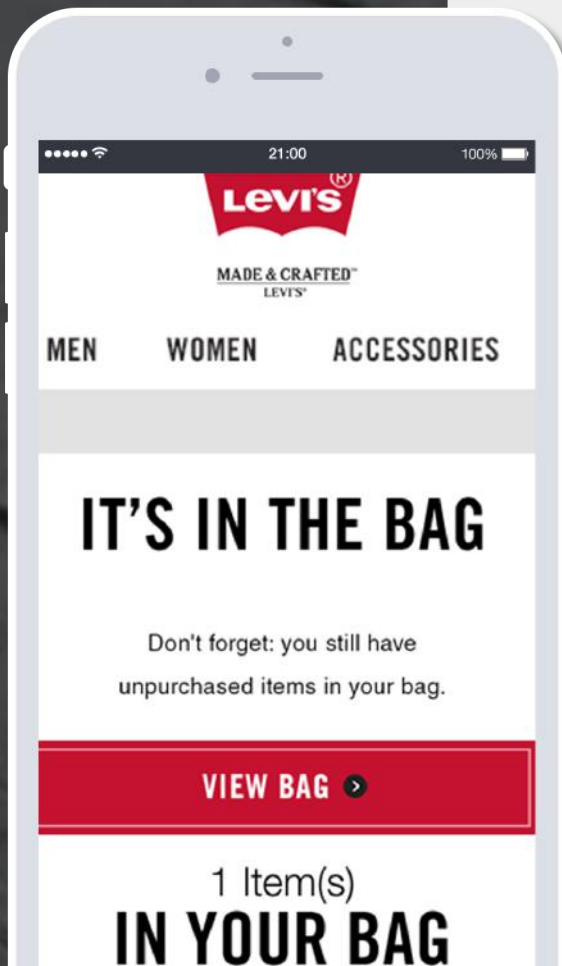 21:00
100%
LEVI'S ®
MADE & CRAFTED™
LEVI'S®
MEN WOMEN ACCESSORIES
IT'S IN THE BAG
Don't forget: you still have
unpurchased items in your bag.
VIEW BAG
1 Item(s)
IN YOUR BAG